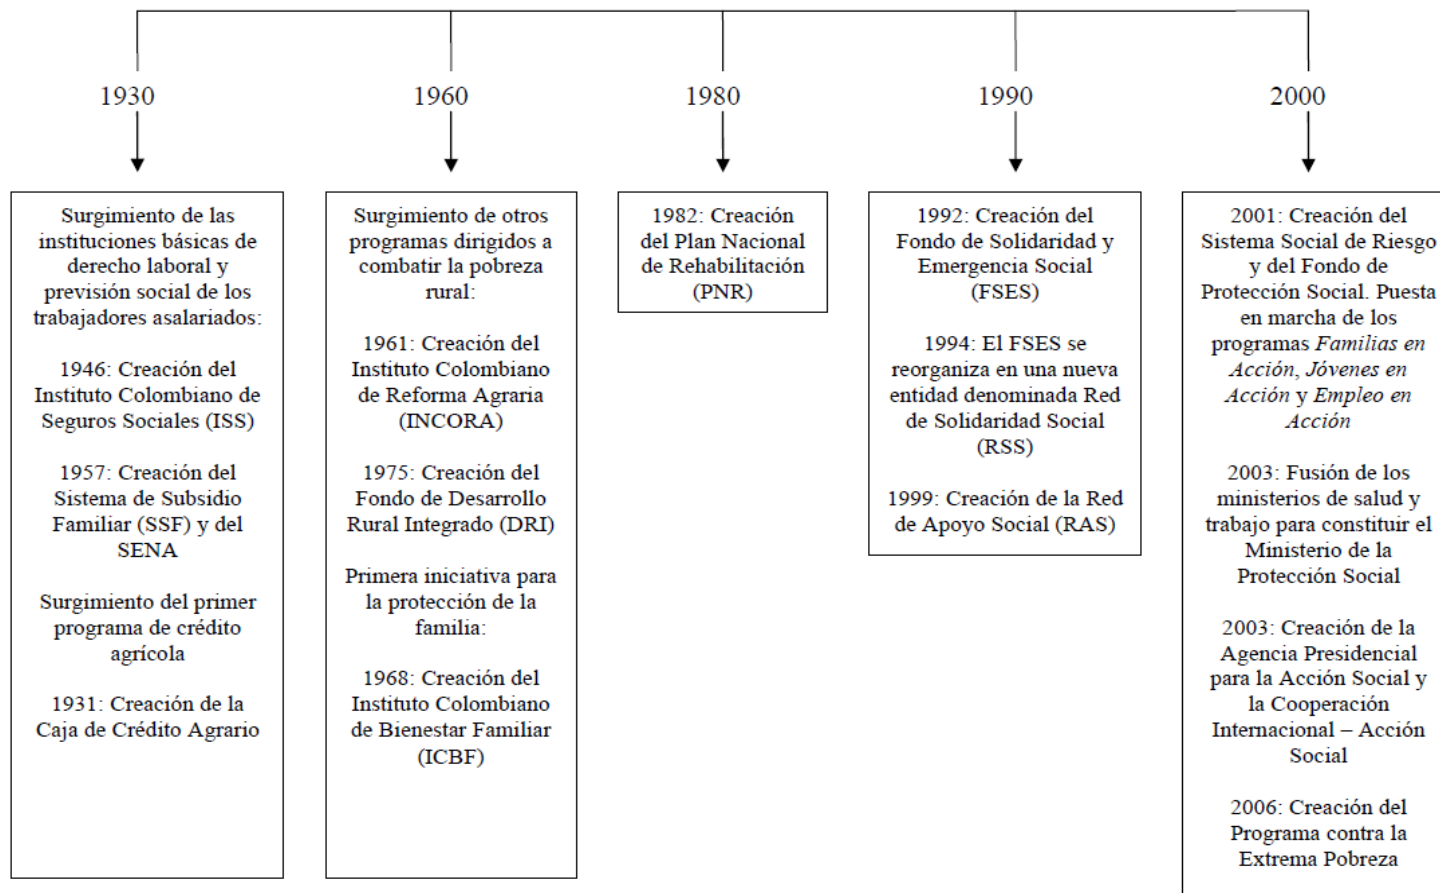 1930
1960
1980
1990
2000
Surgimiento de las
instituciones básicas de
derecho laboral y
previsión social de los
trabajadores asalariados:
1946: Creación del
Instituto Colombiano de
Seguros Sociales (ISS)
1957: Creación del
Sistema de Subsidio
Familiar (SSF) y del
SENA
Surgimiento del primer
programa de crédito
agrícola
1931: Creación de la
Caja de Crédito Agrario
Surgimiento de otros
programas dirigidos a
combatir la pobreza
rural:
1961: Creación del
Instituto Colombiano
de Reforma Agraria
(INCORA)
1975: Creación del
Fondo de Desarrollo
Rural Integrado (DRI)
Primera iniciativa para
la protección de la
familia:
1968: Creación del
Instituto Colombiano
de Bienestar Familiar
(ICBF)
1982: Creación
del Plan Nacional
de Rehabilitación
(PNR)
1992: Creación del
Fondo de Solidaridad y
Emergencia Social
(FSES)
1994: El FSES se
reorganiza en una nueva
entidad denominada Red
de Solidaridad Social
(RSS)
1999: Creación de la Red
de Apoyo Social (RAS)
2001: Creación del
Sistema Social de Riesgo
y del Fondo de
Protección Social. Puesta
en marcha de los
programas Familias en
Acción, Jóvenes en
Acción y Empleo en
Acción
2003: Fusión de los
ministerios de salud y
trabajo para constituir el
Ministerio de la
Protección Social
2003: Creación de la
Agencia Presidencial
para la Acción Social y
la Cooperación
Internacional – Acción
Social
2006: Creación del
Programa contra la
Extrema Pobreza